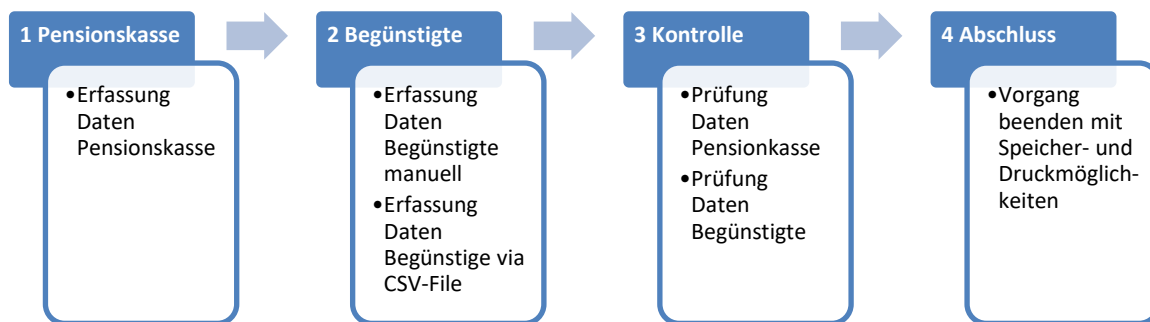 1 Pensionskasse
•Erfassung
Daten
Pensionskasse
2 Begünstigte
•Erfassung
Daten
Begünstigte
manuell
•Erfassung
Daten
Begünstige via
CSV-File
3 Kontrolle
•Prüfung
Daten
Pensionkasse
•Prüfung
Daten
Begünstigte
4 Abschluss
•Vorgang
beenden mit
Speicher- und
Druckmöglich-
keiten